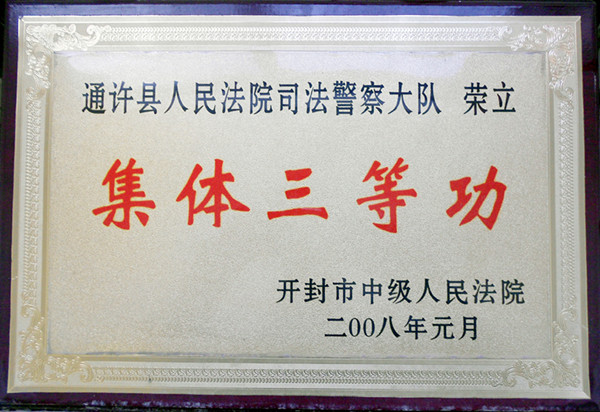 通许县人民法院司法警察大队 荣立
集体三等功
开封市中级人民法院
二00八年元月